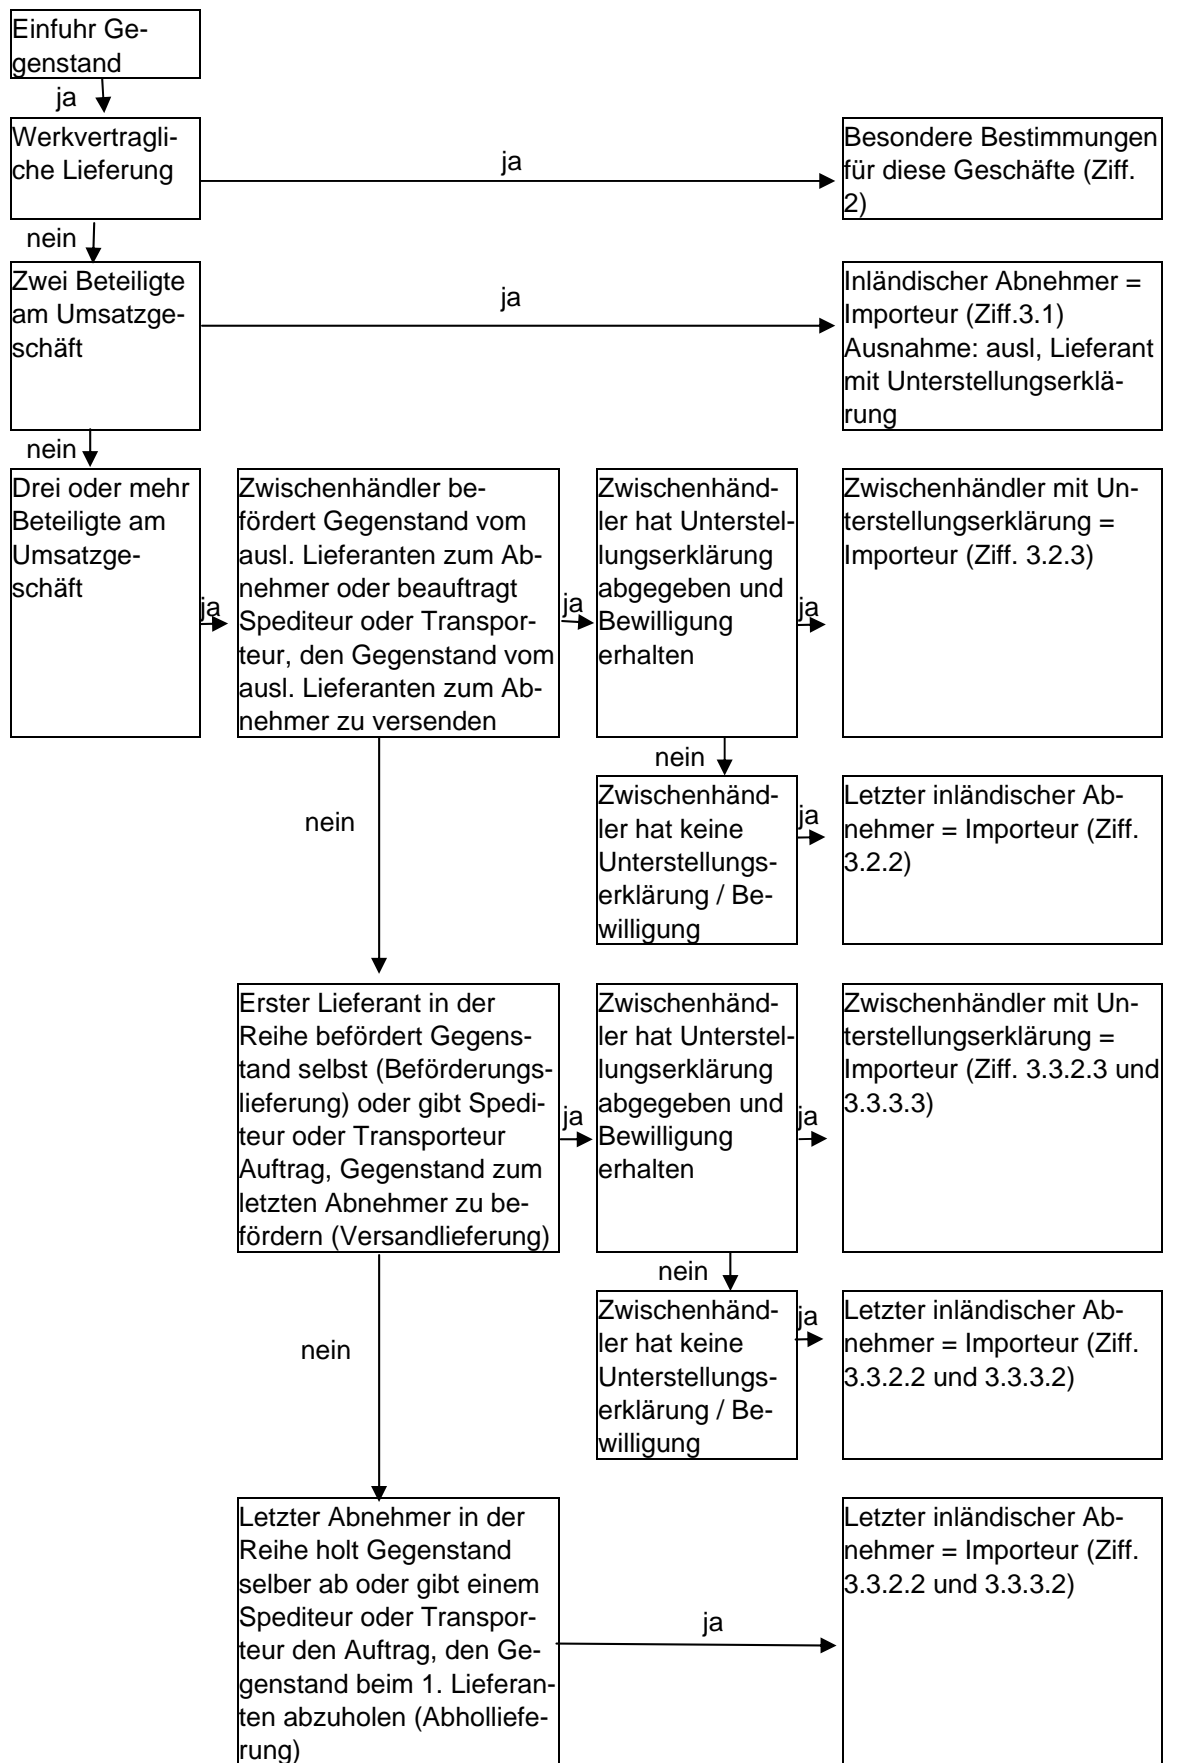 Einfuhr Ge-
genstand
ja
Werkvertragli-
che Lieferung
ja
Besondere Bestimmungen
für diese Geschäfte (Ziff.
2)
nein
Zwei Beteiligte
am Umsatzge-
schäft
ja
Inländischer Abnehmer =
Importeur (Ziff.3.1)
Ausnahme: ausl, Lieferant
mit Unterstellungserklä-
rung
nein
Drei oder mehr
Beteiligte am
Umsatzge-
schäft
ja
Zwischenhändler be-
fördert Gegenstand vom
ausl. Lieferanten zum Ab-
nehmer oder beauftragt
Spediteur oder Transpor-
teur, den Gegenstand vom
ausl. Lieferanten zum Ab-
nehmer zu versenden
ja
Zwischenhänd-
ler hat Unterstel-
lungserklärung
abgegeben und
Bewilligung
erhalten
ja
Zwischenhändler mit Un-
terstellungserklärung =
Importeur (Ziff. 3.2.3)
nein
Zwischenhänd-
ler hat keine
Unterstellungs-
erklärung / Be-
willigung
ja
Letzter inländischer Ab-
nehmer = Importeur (Ziff.
3.2.2)
nein
Erster Lieferant in der
Reihe befördert Gegens-
tand selbst (Beförderungs-
lieferung) oder gibt Spedi-
teur oder Transporteur
Auftrag, Gegenstand zum
letzten Abnehmer zu be-
fördern (Versandlieferung)
ja
Zwischenhänd-
ler hat Unterstel-
lungserklärung
abgegeben und
Bewilligung
erhalten
ja
Zwischenhändler mit Un-
terstellungserklärung =
Importeur (Ziff. 3.3.2.3 und
3.3.3.3)
nein
Zwischenhänd-
ler hat keine
Unterstellungs-
erklärung / Be-
willigung
ja
Letzter inländischer Ab-
nehmer = Importeur (Ziff.
3.3.2.2 und 3.3.3.2)
nein
Letzter Abnehmer in der
Reihe holt Gegenstand
selber ab oder gibt einem
Spediteur oder Transpor-
teur den Auftrag, den Ge-
genstand beim 1. Lieferan-
ten abzuholen (Abhollliefe-
rung)
ja
Letzter inländischer Ab-
nehmer = Importeur (Ziff.
3.3.2.2 und 3.3.3.2)